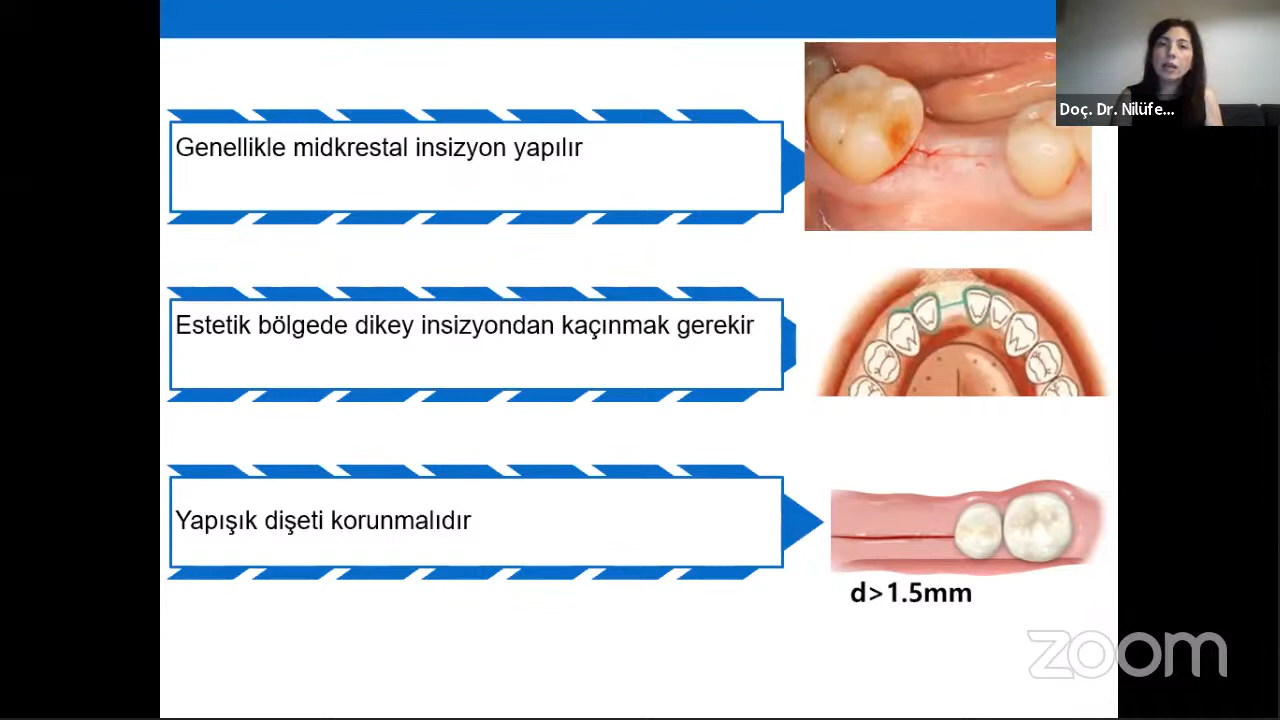 Doç. Dr. Nilüfe...
Genellikle midkrestal insizyon yapılır
Estetik bölgede dikey insizyondan kaçınmak gerekir
Yapışık dişeti korunmalıdır
d>1.5mm
zoom